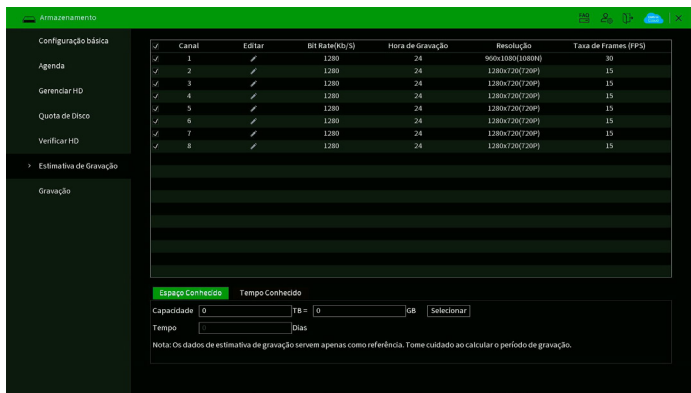 Armazenamento
FAQ
Configuração básica
Agenda
Gerenciar HD
Quota de Disco
Verificar HD
> Estimativa de Gravação
Gravação
Canal Editar Bit Rate(Kb/S) Hora de Gravação Resolução Taxa de Frames (FPS)
1 1280 24 960x1080(1080N) 30
2 1280 24 1280x720(720P) 15
3 1280 24 1280x720(720P) 15
4 1280 24 1280x720(720P) 15
5 1280 24 1280x720(720P) 15
6 1280 24 1280x720(720P) 15
7 1280 24 1280x720(720P) 15
8 1280 24 1280x720(720P) 15
Espaço Conhecido Tempo Conhecido
Capacidade 0 TB = 0 GB Selecionar
Tempo 0 Dias
Nota: Os dados de estimativa de gravação servem apenas como referência. Tome cuidado ao calcular o período de gravação.